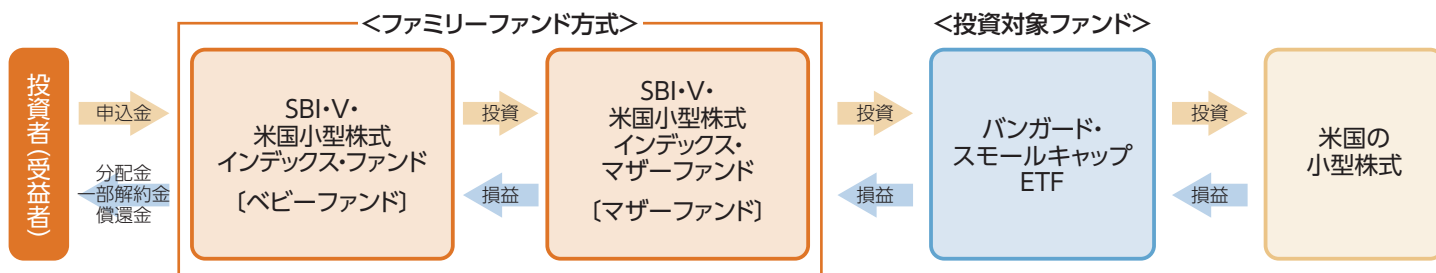 <ファミリーファンド方式>
<投資対象ファンド>
投資者(受益者)
申込金
分配金
一部解約金
償還金
SBI・V・
米国小型株式
インデックス・ファンド
〔ベビーファンド〕
投資
損益
SBI・V・
米国小型株式
インデックス・
マザーファンド
〔マザーファンド〕
投資
損益
バンガード・
スモールキャップ
ETF
投資
損益
米国の
小型株式